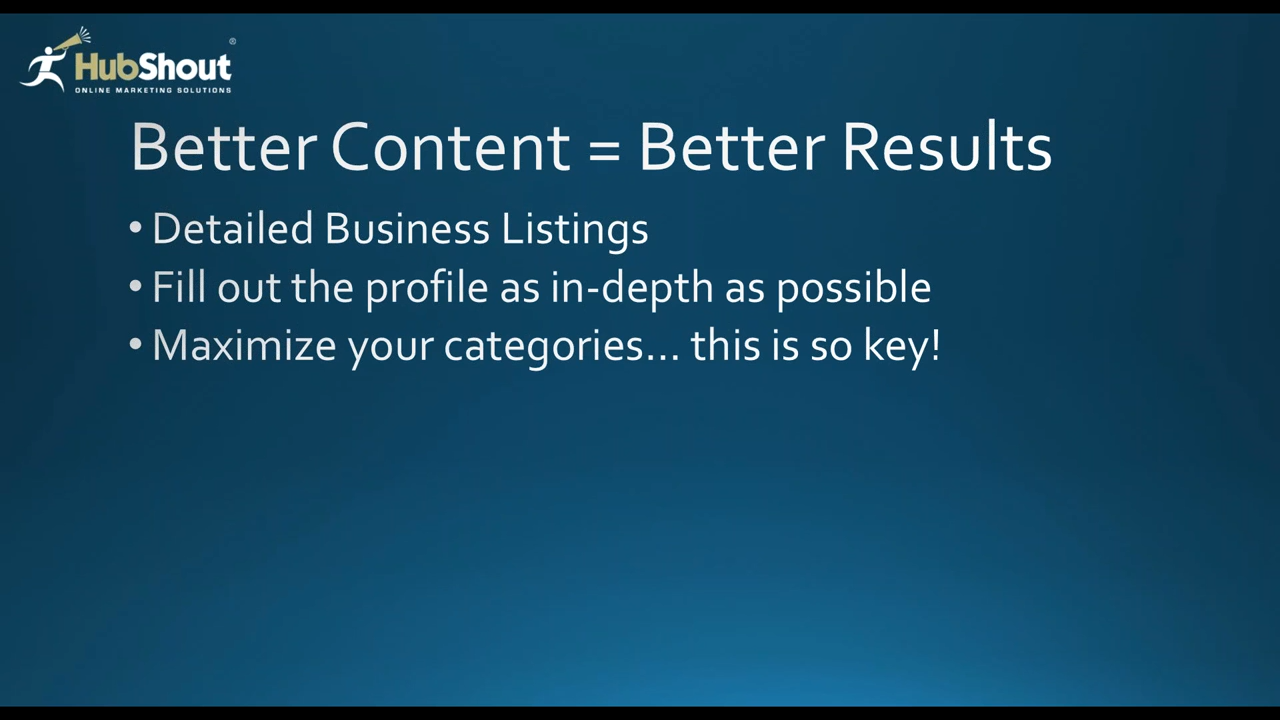 HubShout®
ONLINE MARKETING SOLUTIONS
Better Content = Better Results
• Detailed Business Listings
• Fill out the profile as in-depth as possible
• Maximize your categories... this is so key!